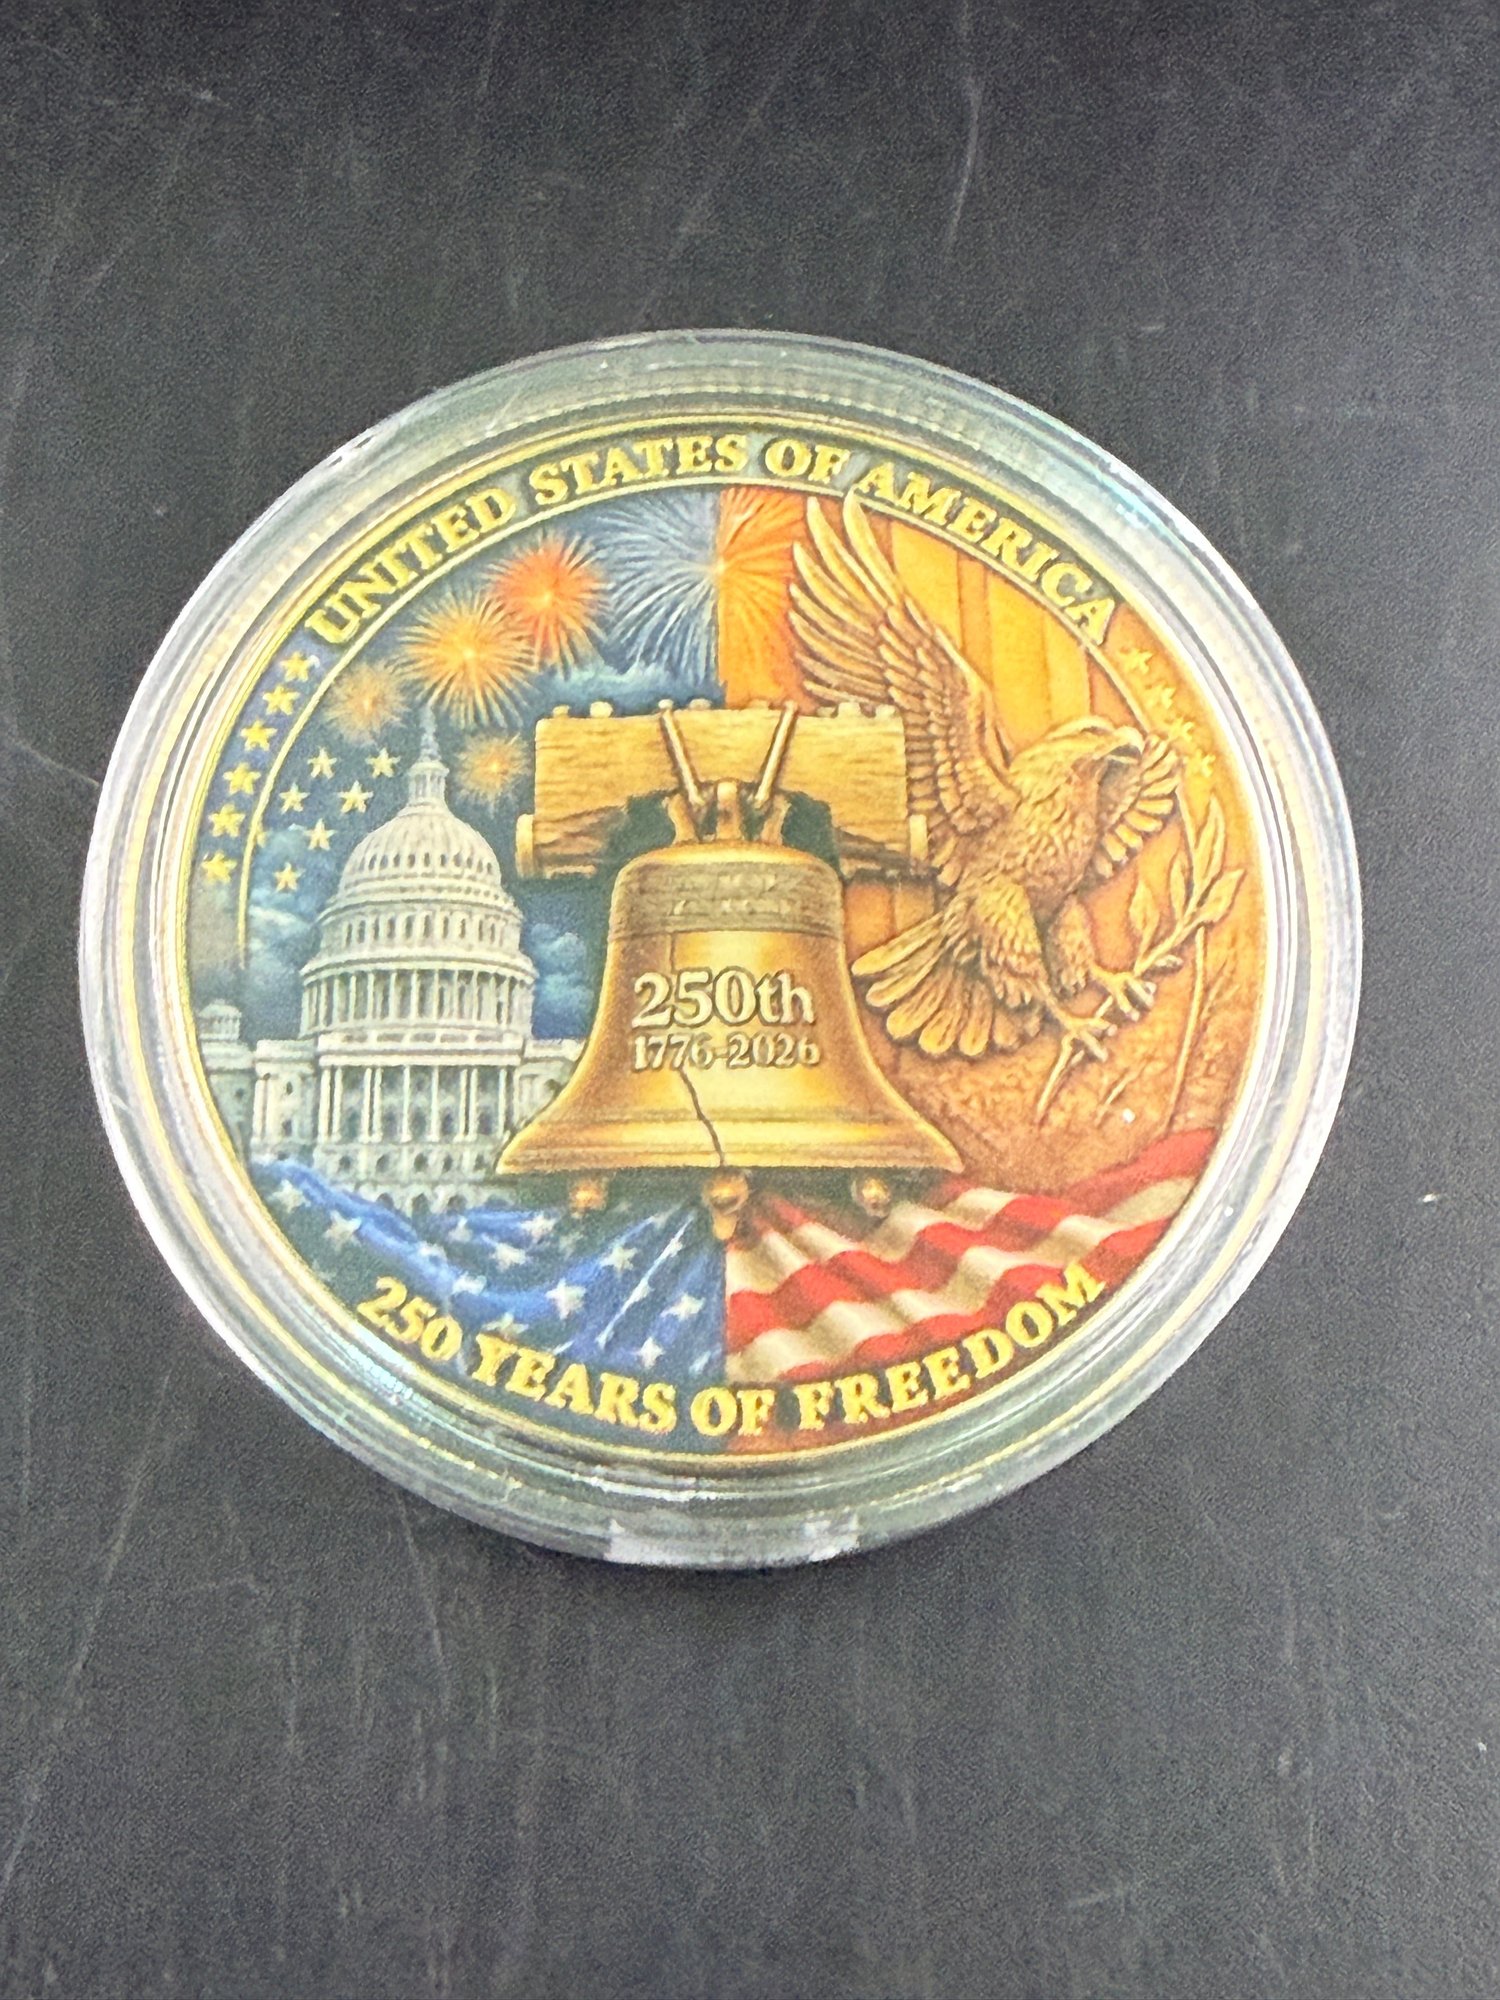 UNITED STATES OF AMERICA
250th
1776-2026
250 YEARS OF FREEDOM